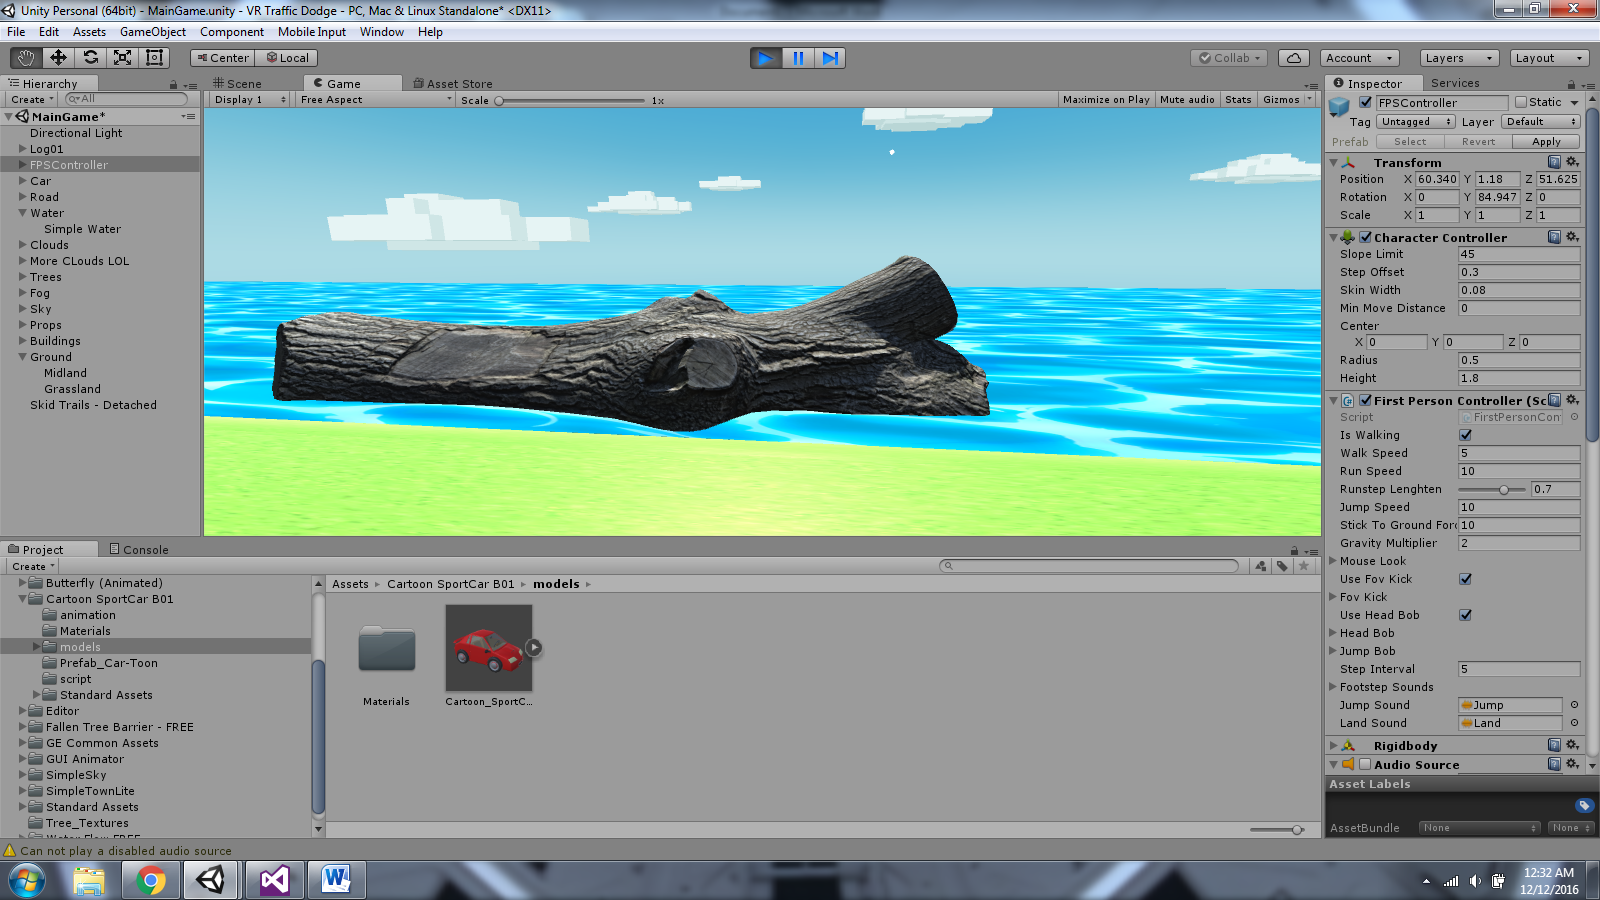 Unity Personal (64bit) - MainGame.unity - VR Traffic Dodge - PC, Mac & Linux Standalone* <DX11>
File Edit Assets GameObject Component Mobile Input Window Help
Center Local Collab Account Layers Layout
Hierarchy
Create All
MainGame*
Directional Light
Log01
FPSController
Car
Road
Water
Simple Water
Clouds
More CLouds LOL
Trees
Fog
Sky
Props
Buildings
Ground
Midland
Grassland
Skid Trails - Detached
Scene Game Asset Store
Display 1 Free Aspect Scale 1x Maximize on Play Mute audio Stats Gizmos
Inspector Services
FPSController Static
Tag Untagged Layer Default
Prefab Select Revert Apply
Transform
Position X 60.340 Y 1.18 Z 51.625
Rotation X 0 Y 84.947 Z 0
Scale X 1 Y 1 Z 1
Character Controller
Slope Limit 45
Step Offset 0.3
Skin Width 0.08
Min Move Distance 0
Center
X 0 Y 0 Z 0
Radius 0.5
Height 1.8
First Person Controller (Sc
Script FirstPersonCon
Is Walking
Walk Speed 5
Run Speed 10
Runstep Lenghten 0.7
Jump Speed 10
Stick To Ground Forc 10
Gravity Multiplier 2
Mouse Look
Use Fov Kick
Fov Kick
Use Head Bob
Head Bob
Jump Bob
Step Interval 5
Footstep Sounds
Jump Sound Jump
Land Sound Land
Rigidbody
Audio Source
Asset Labels
AssetBundle None None
Project Console
Create
Butterfly (Animated)
Cartoon SportCar B01
animation
Materials
models
Prefab_Car-Toon
script
Standard Assets
Editor
Fallen Tree Barrier - FREE
GE Common Assets
GUI Animator
SimpleSky
SimpleTownLite
Standard Assets
Tree_Textures
Assets Cartoon SportCar B01 models
Materials
Cartoon_SportC...
Can not play a disabled audio source
12:32 AM
12/12/2016